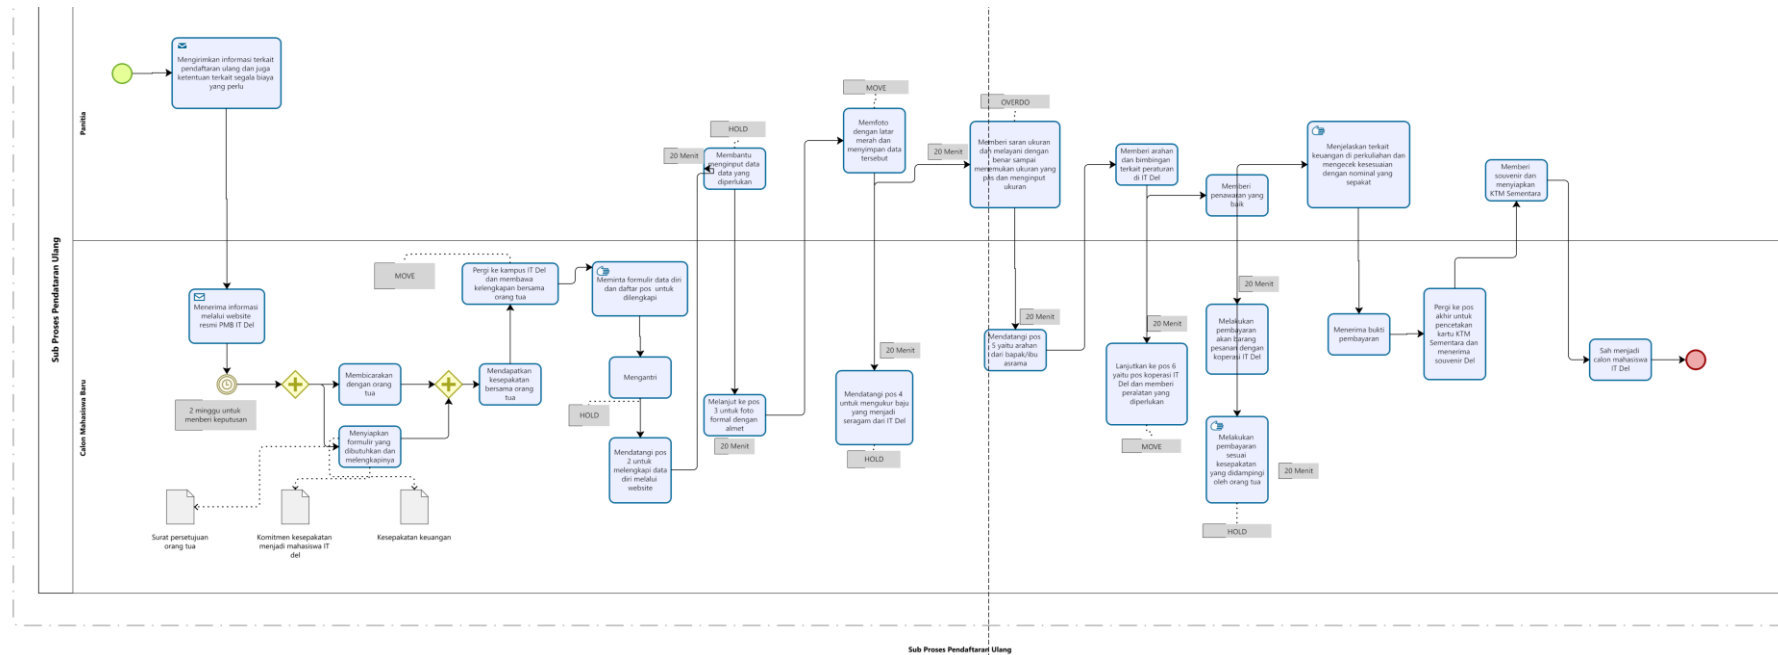 Sub Proses Pendataran Ulang
Panitia
Mengirimkan informasi terkait
pendaftaran ulang dan juga
ketentuan terkait segala biaya
yang perlu
HOLD
20 Menit
Membantu
menginput data
data yang
diperlukan
MOVE
Memfoto
dengan latar
merah dan
menyimpan data
tersebut
20 Menit
OVERDO
Memberi saran ukuran
dan melayani dengan
benar sampai
menemukan ukuran yang
pas dan menginput
ukuran
Memberi arahan
dan bimbingan
terkait peraturan
di IT Del
Memberi
penawaran yang
baik
Menjelaskan terkait
keuangan di perkuliahan dan
mengecek kesesuaian
dengan nominal yang
sepakat
Memberi
souvenir dan
menyiapkan
KTM Sementara
Calon Mahasiswa Baru
Menerima informasi
melalui website
resmi PMB IT Del
2 minggu untuk
menberi keputusan
Membicarakan
dengan orang
tua
Menyiapkan
formulir yang
dibutuhkan dan
melengkapinya
Surat persetujuan
orang tua
Komitmen kesepakatan
menjadi mahasiswa IT
del
Kesepakatan keuangan
Mendapatkan
kesepakatan
bersama orang
tua
MOVE
Pergi ke kampus IT Del
dan membawa
kelengkapan bersama
orang tua
Meminta formulir data diri
dan daftar pos  untuk
dilengkapi
Mengantri
HOLD
Mendatangi pos
2 untuk
melengkapi data
diri melalui
website
Melanjut ke pos
3 untuk foto
formal dengan
almet
20 Menit
20 Menit
Mendatangi pos 4
untuk mengukur baju
yang menjadi
seragam dari IT Del
HOLD
20 Menit
Mendatangi pos
5 yaitu arahan
dari bapak/ibu
asrama
20 Menit
Lanjutkan ke pos 6
yaitu pos koperasi IT
Del dan memberi
peralatan yang
diperlukan
MOVE
20 Menit
Melakukan
pembayaran
akan barang
pesanan dengan
koperasi IT Del
Melakukan
pembayaran
sesuai
kesepakatan
yang didampingi
oleh orang tua
20 Menit
HOLD
Menerima bukti
pembayaran
Pergi ke pos
akhir untuk
pencetakan
kartu KTM
Sementara dan
menerima
souvenir Del
Sah menjadi
calon mahasiswa
IT Del
Sub Proses Pendaftaran Ulang